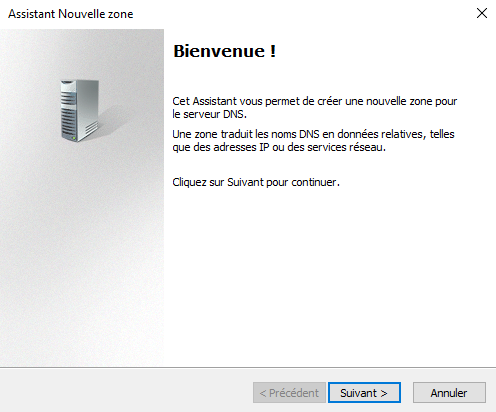 Assistant Nouvelle zone
Bienvenue !
Cet Assistant vous permet de créer une nouvelle zone pour
le serveur DNS.
Une zone traduit les noms DNS en données relatives, telles
que des adresses IP ou des services réseau.
Cliquez sur Suivant pour continuer.
< Précédent
Suivant >
Annuler